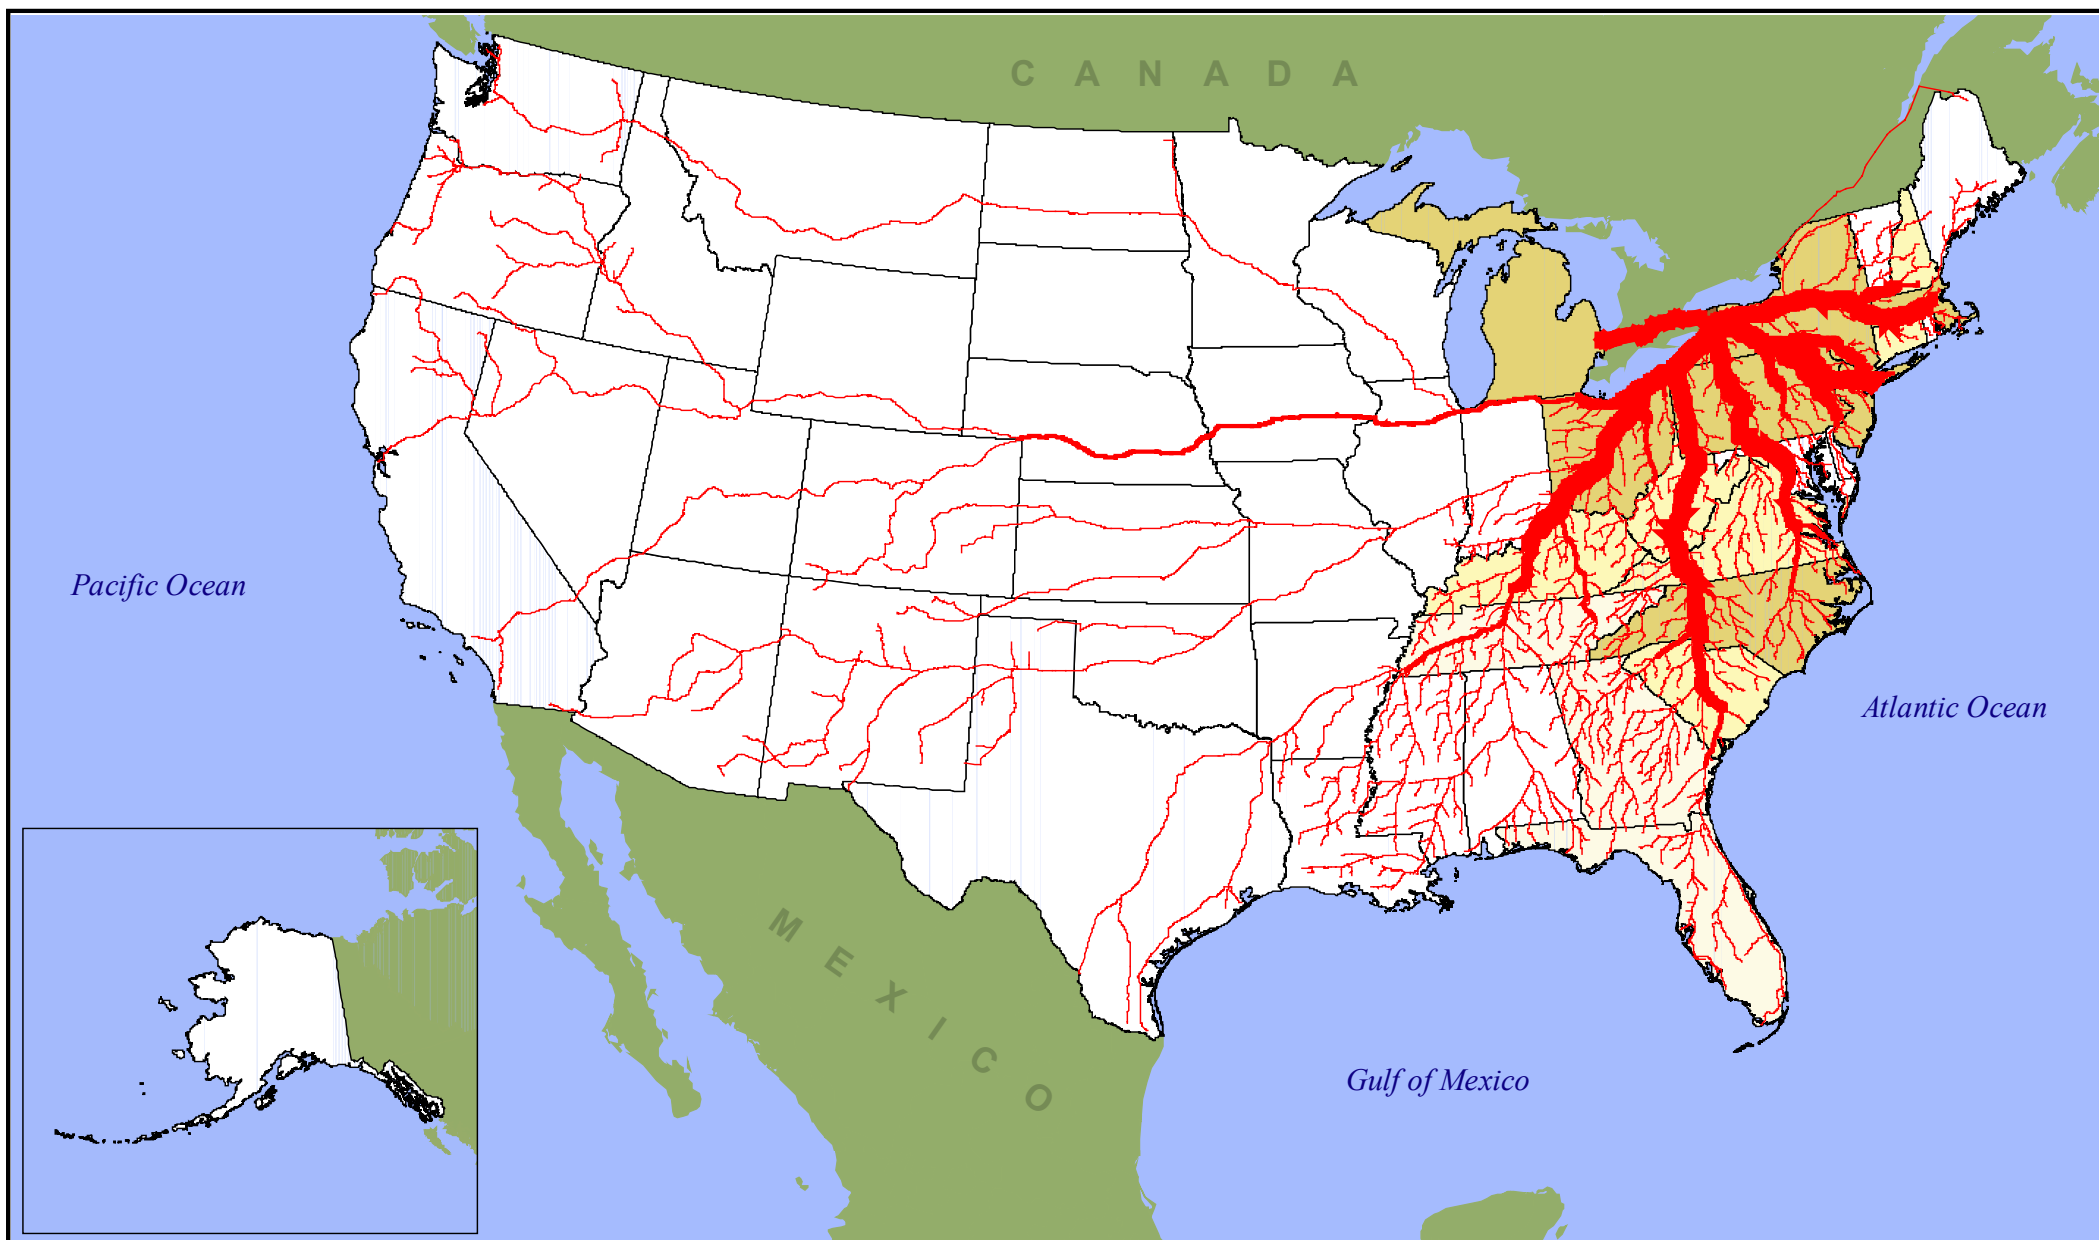 C A N A D A
Pacific Ocean
Atlantic Ocean
M E X I C O
Gulf of Mexico